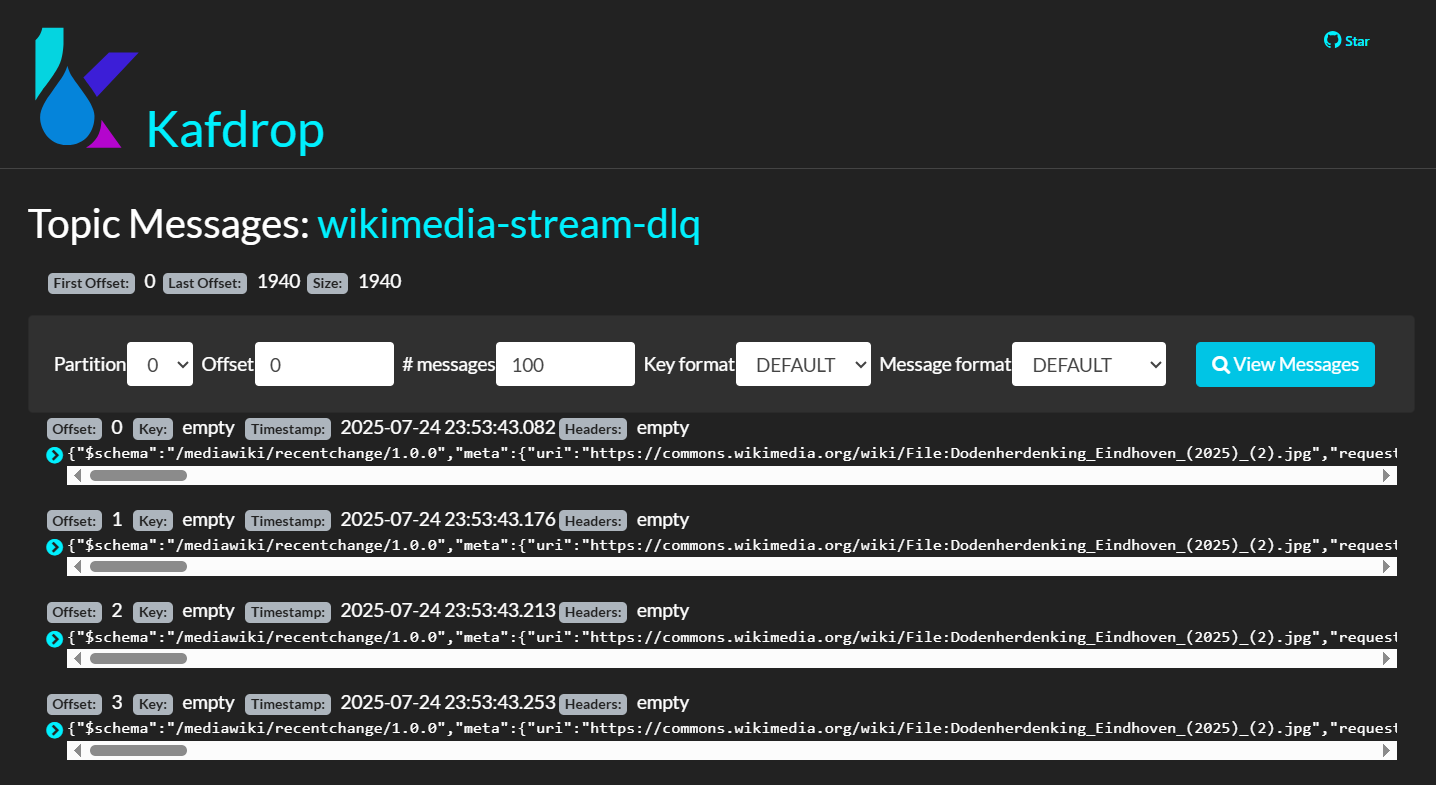 Star
Kafdrop
Topic Messages: wikimedia-stream-dlq
First Offset: 0 Last Offset: 1940 Size: 1940
Partition 0 Offset 0 # messages 100 Key format DEFAULT Message format DEFAULT View Messages
Offset: 0 Key: empty Timestamp: 2025-07-24 23:53:43.082 Headers: empty
{"$schema":"/mediawiki/recentchange/1.0.0","meta":{"uri":"https://commons.wikimedia.org/wiki/File:Dodenherdenking_Eindhoven_(2025)_(2).jpg","request
Offset: 1 Key: empty Timestamp: 2025-07-24 23:53:43.176 Headers: empty
{"$schema":"/mediawiki/recentchange/1.0.0","meta":{"uri":"https://commons.wikimedia.org/wiki/File:Dodenherdenking_Eindhoven_(2025)_(2).jpg","request
Offset: 2 Key: empty Timestamp: 2025-07-24 23:53:43.213 Headers: empty
{"$schema":"/mediawiki/recentchange/1.0.0","meta":{"uri":"https://commons.wikimedia.org/wiki/File:Dodenherdenking_Eindhoven_(2025)_(2).jpg","request
Offset: 3 Key: empty Timestamp: 2025-07-24 23:53:43.253 Headers: empty
{"$schema":"/mediawiki/recentchange/1.0.0","meta":{"uri":"https://commons.wikimedia.org/wiki/File:Dodenherdenking_Eindhoven_(2025)_(2).jpg","request